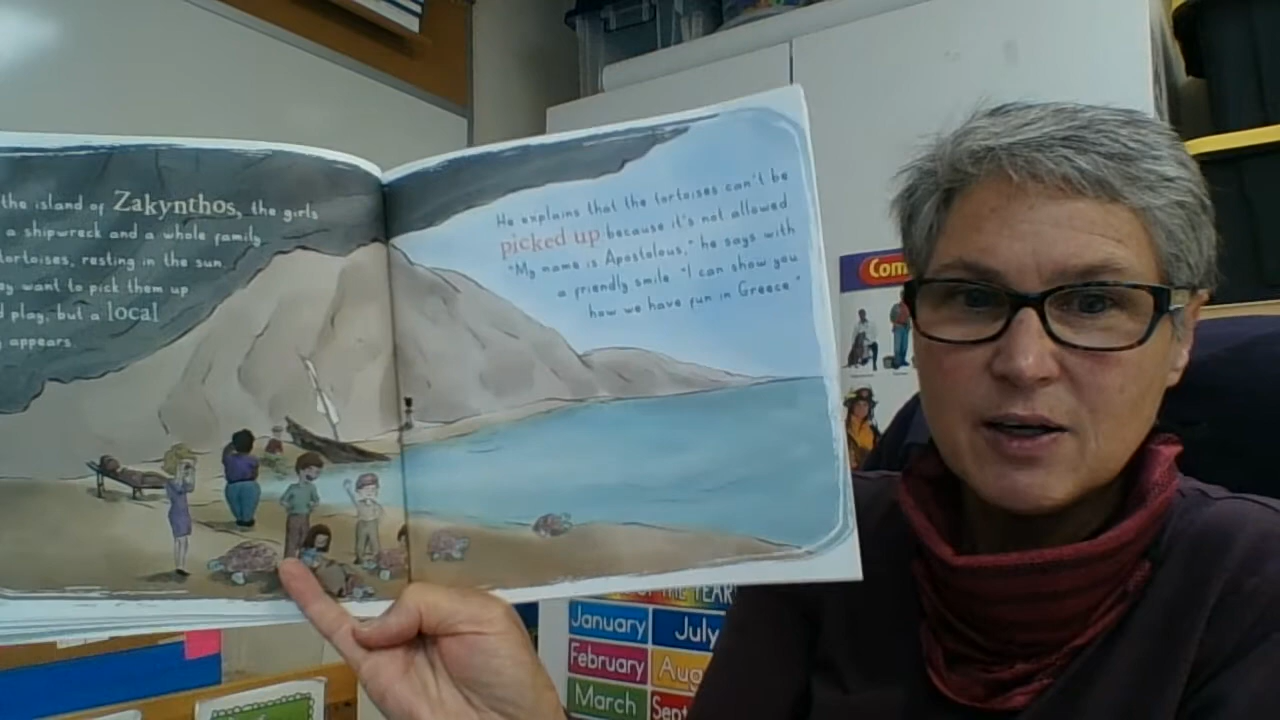 the island of Zakynthos, the girls
a shipwreck and a whole family
tortoises, resting in the sun.
want to pick them up
play, but a local
appears.
He explains that the tortoises can't be
picked up because it's not allowed
"My name is Apostolous," he says with
a friendly smile. "I can show you
how we have fun in Greece."
Com
YEAR!
January
July
February
Aug
March
Sept